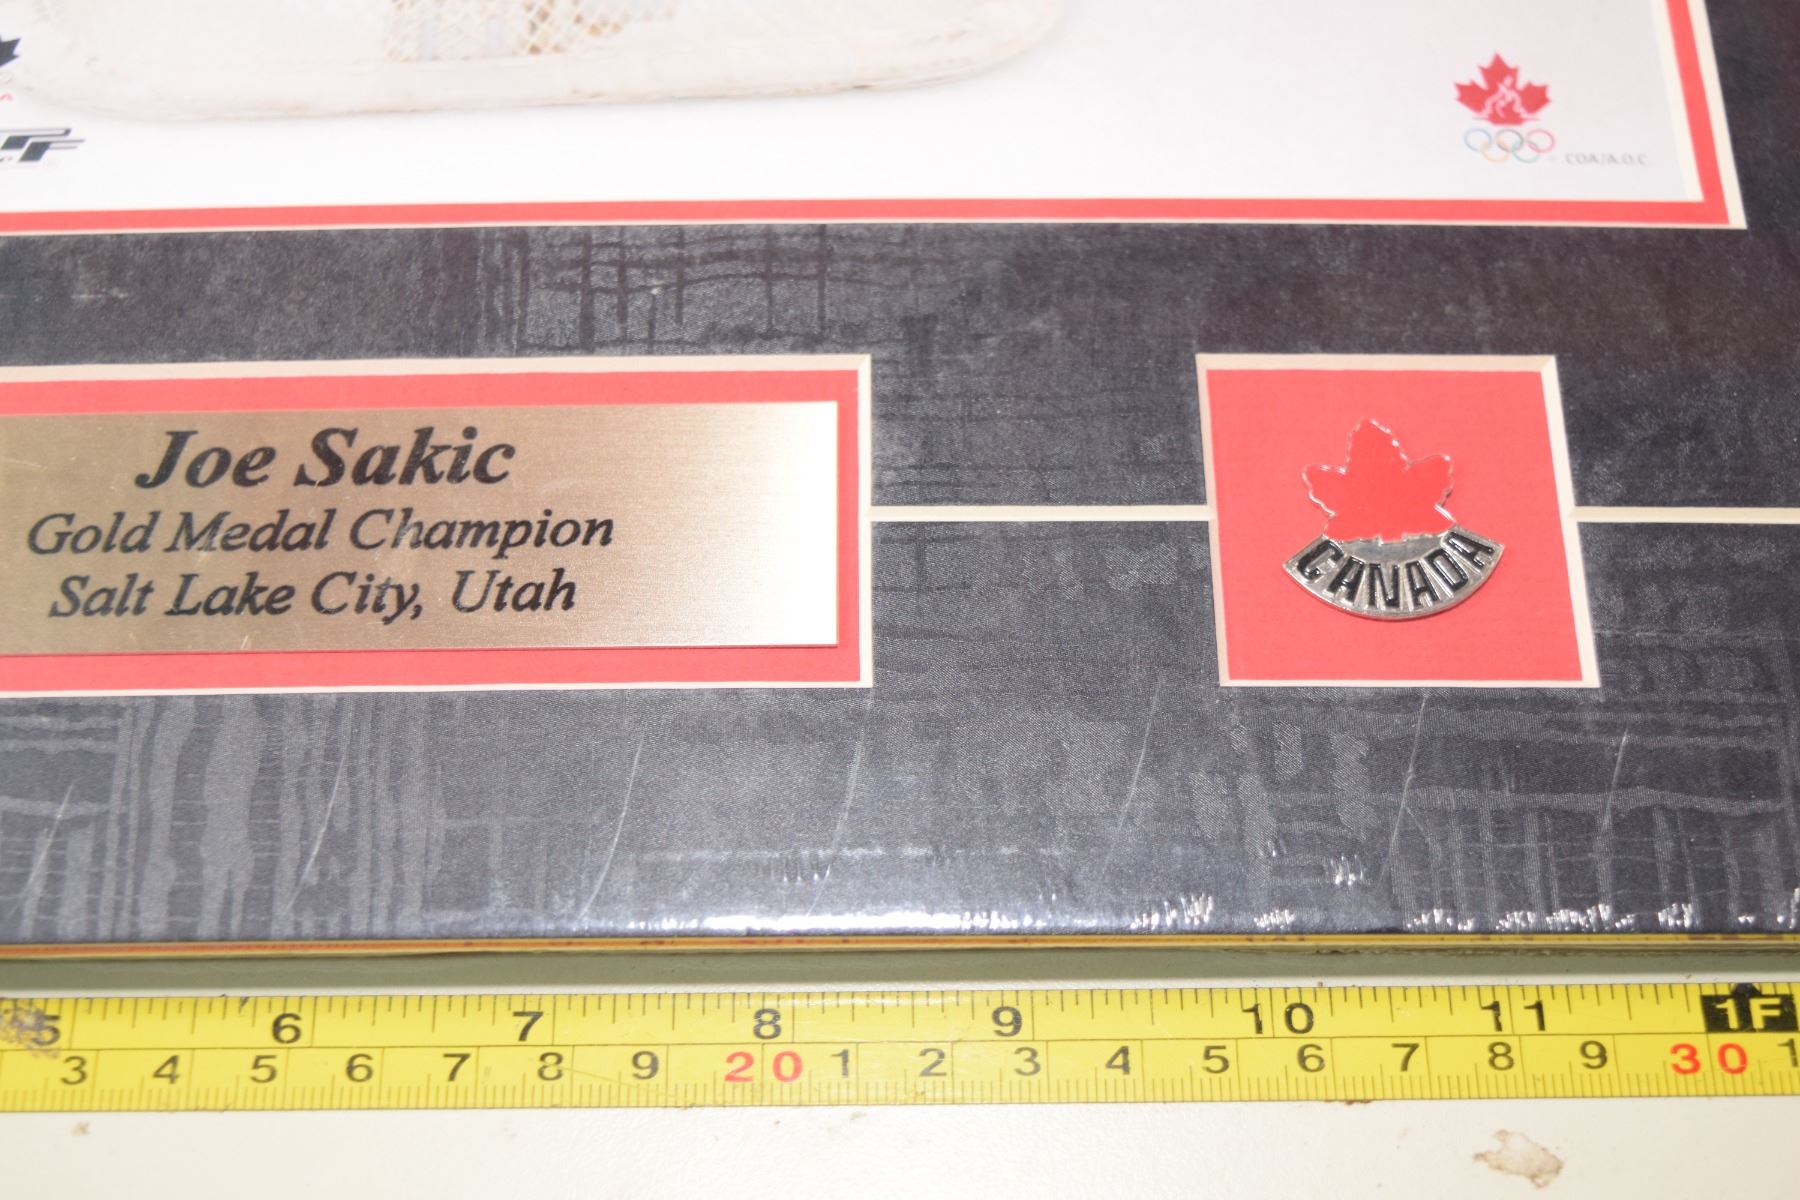 COA/A.O.C.
Joe Sakic
Gold Medal Champion
Salt Lake City, Utah
CANADA
5 6 7 8 9 10 11 1F
3 4 5 6 7 8 9 20 1 2 3 4 5 6 7 8 9 30 1